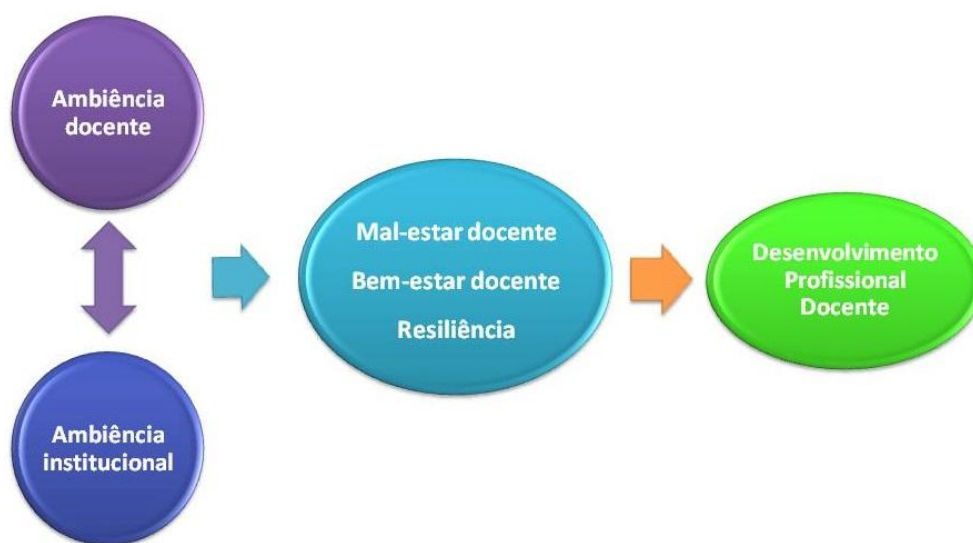 Ambiência
docente
Mal-estar docente
Bem-estar docente
Resiliência
Desenvolvimento
Profissional
Docente
Ambiência
institucional